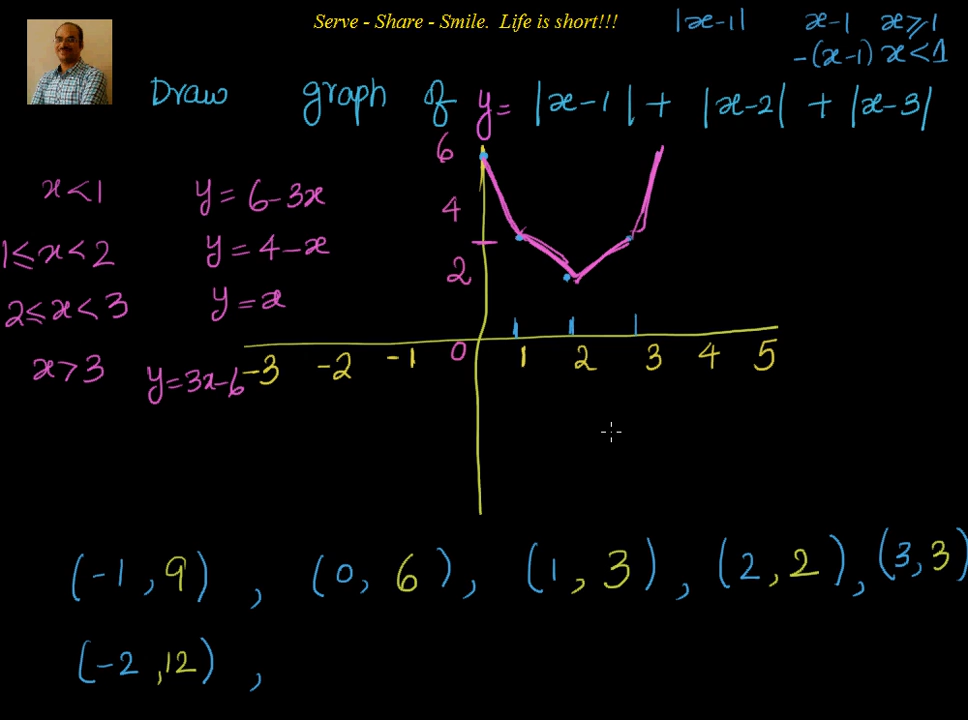 Serve - Share - Smile. Life is short!!!
|x-1| x-1 x≥1
-(x-1) x<1
Draw graph of y= |x-1| + |x-2| + |x-3|
6
x<1 y=6-3x
4
1≤x<2 y=4-x
2
2≤x<3 y=x
0
x>3 y=3x-6
-3 -2 -1 1 2 3 4 5
(-1,9), (0,6), (1,3), (2,2), (3,3)
(-2,12),